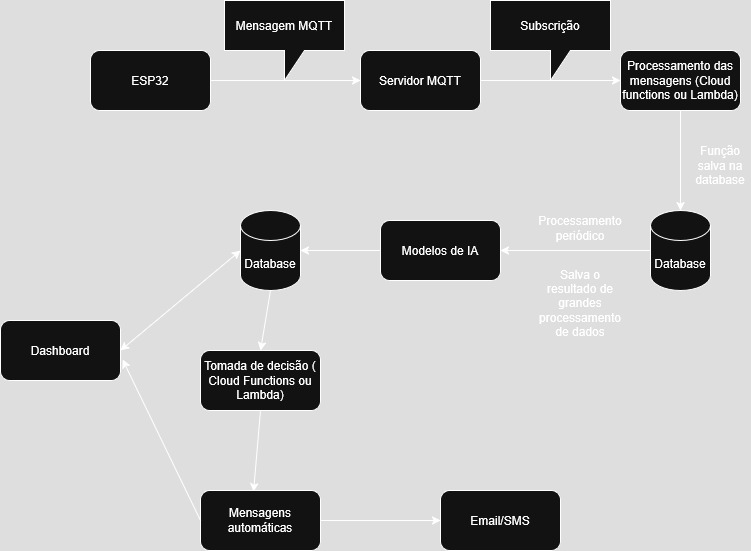 Mensagem MQTT
Subscrição
ESP32
Servidor MQTT
Processamento das
mensagens (Cloud
functions ou Lambda)
Função
salva na
database
Processamento
periódico
Database
Modelos de IA
Database
Salva o
resultado de
grandes
processamento
de dados
Dashboard
Tomada de decisão (
Cloud Functions ou
Lambda)
Mensagens
automáticas
Email/SMS